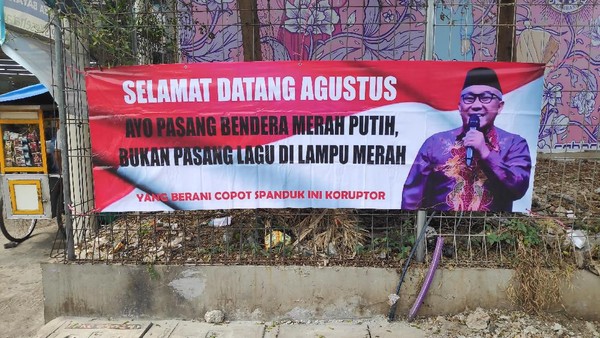 SELAMAT DATANG AGUSTUS
AYO PASANG BENDERA MERAH PUTIH,
BUKAN PASANG LAGU DI LAMPU MERAH
YANG BERANI COPOT SPANDUK INI KORUPTOR